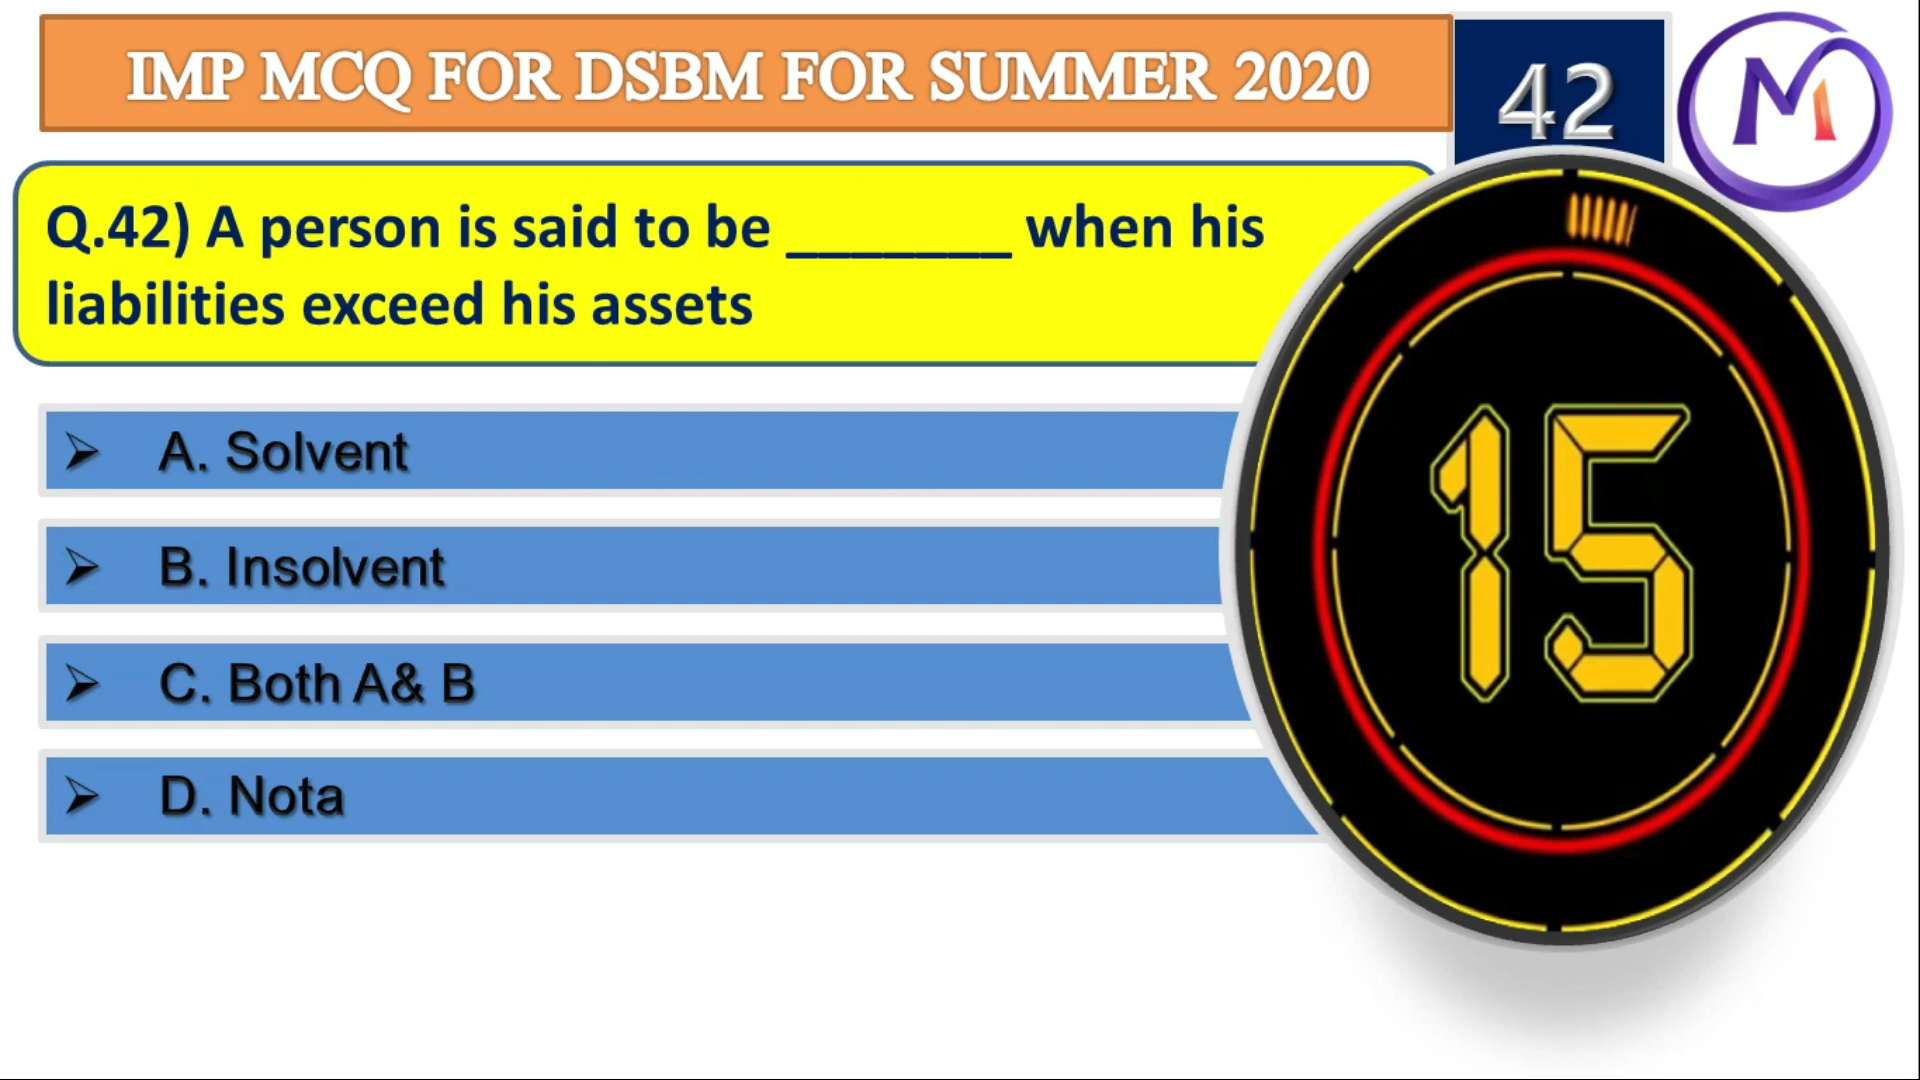 IMP MCQ FOR DSBM FOR SUMMER 2020
42
M
Q.42) A person is said to be _______ when his
liabilities exceed his assets
15
➢ A. Solvent
➢ B. Insolvent
➢ C. Both A& B
➢ D. Nota